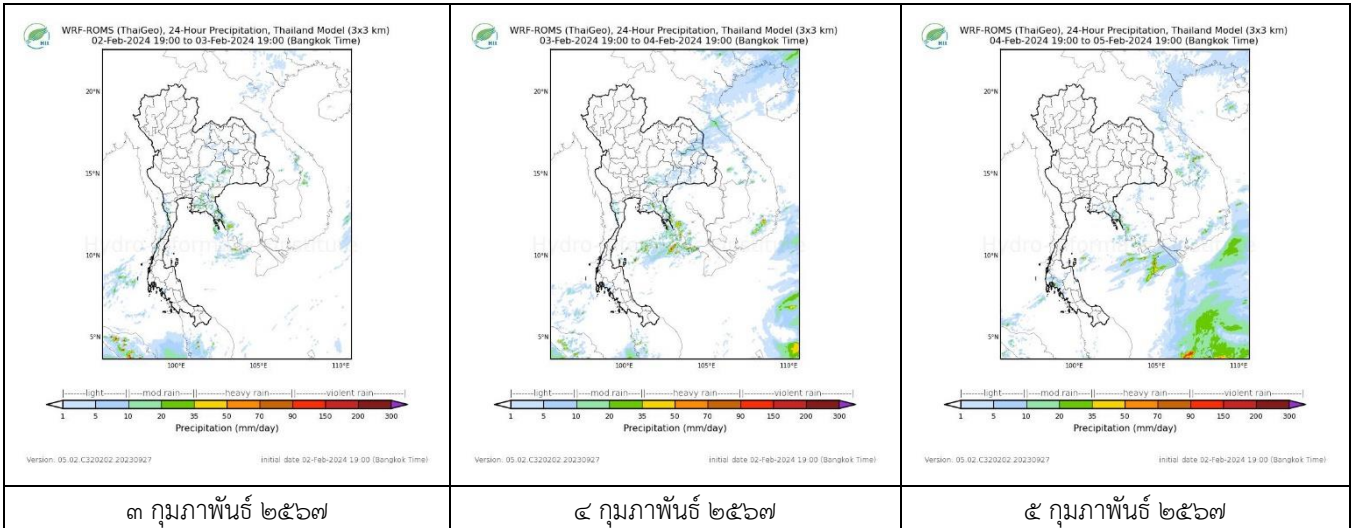 WRF-ROMS (ThaiGeo), 24-Hour Precipitation, Thailand Model (3x3 km)
02-Feb-2024 19:00 to 03-Feb-2024 19:00 (Bangkok Time)
20°N
15°N
10°N
5°N
100°E 105°E 110°E
light mod rain heavy rain violent rain
1 5 10 20 35 50 70 90 150 200 300
Precipitation (mm/day)
Version: 05.02.C320202.20230927 initial date 02-Feb-2024 19:00 (Bangkok Time)
๓ กุมภาพันธ์ ๒๕๖๗
WRF-ROMS (ThaiGeo), 24-Hour Precipitation, Thailand Model (3x3 km)
03-Feb-2024 19:00 to 04-Feb-2024 19:00 (Bangkok Time)
20°N
15°N
10°N
5°N
100°E 105°E 110°E
light mod rain heavy rain violent rain
1 5 10 20 35 50 70 90 150 200 300
Precipitation (mm/day)
Version: 05.02.C320202.20230927 initial date 02-Feb-2024 19:00 (Bangkok Time)
๔ กุมภาพันธ์ ๒๕๖๗
WRF-ROMS (ThaiGeo), 24-Hour Precipitation, Thailand Model (3x3 km)
04-Feb-2024 19:00 to 05-Feb-2024 19:00 (Bangkok Time)
20°N
15°N
10°N
5°N
100°E 105°E 110°E
light mod rain heavy rain violent rain
1 5 10 20 35 50 70 90 150 200 300
Precipitation (mm/day)
Version: 05.02.C320202.20230927 initial date 02-Feb-2024 19:00 (Bangkok Time)
๕ กุมภาพันธ์ ๒๕๖๗